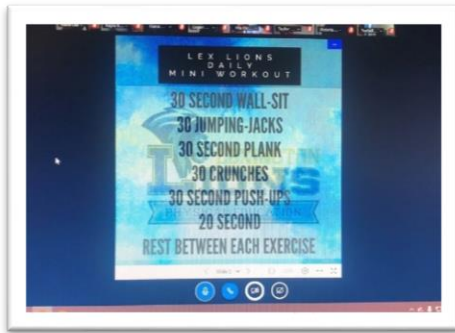 LEX LIONS
DAILY
MINI WORKOUT
30 SECOND WALL-SIT
30 JUMPING-JACKS
30 SECOND PLANK
30 CRUNCHES
30 SECOND PUSH-UPS
20 SECOND
REST BETWEEN EACH EXERCISE